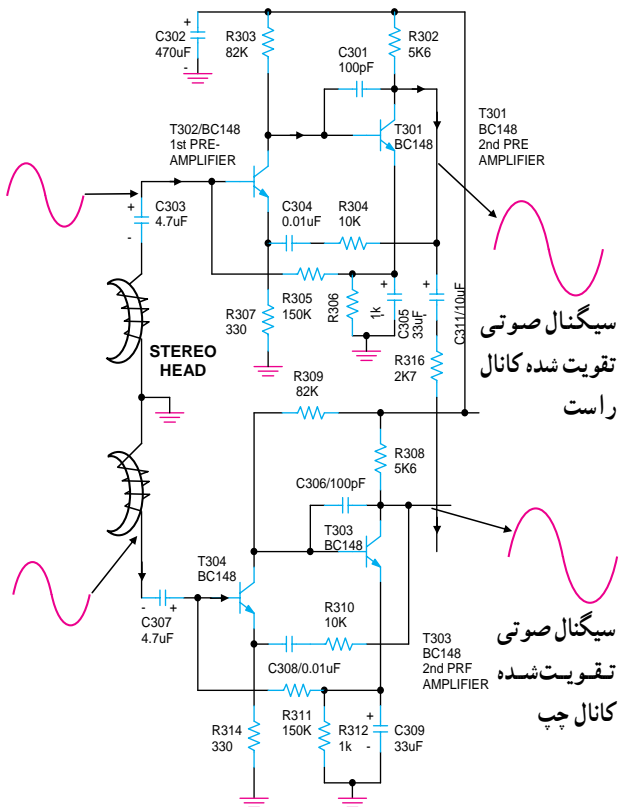 C302
470uF
-
+
R303
82K
C301
100pF
R302
5K6
T302/BC148
1st PRE-
AMPLIFIER
T301
BC148
T301
BC148
2nd PRE
AMPLIFIER
+
C303
4.7uF
-
C304
0.01uF
R304
10K
R307
330
R305
150K
R306
1k
+
C305
33uF
+
C311/10uF
R316
2K7
STEREO
HEAD
سیگنال صوتی
تقویت شده کانال
راست
R309
82K
R308
5K6
C306/100pF
T303
BC148
T304
BC148
- +
C307
4.7uF
R310
10K
C308/0.01uF
T303
BC148
2nd PRF
AMPLIFIER
R314
330
R311
150K
R312
1k
+
-
C309
33uF
سیگنال صوتی
تقویت‌شده
کانال چپ